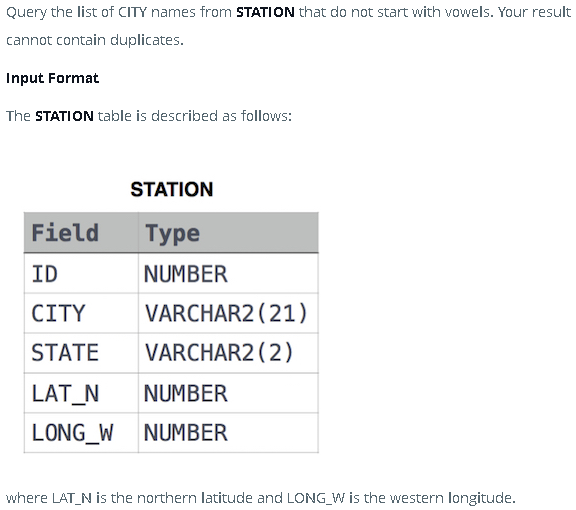 Query the list of CITY names from STATION that do not start with vowels. Your result
cannot contain duplicates.
Input Format
The STATION table is described as follows:
STATION
Field Type
ID NUMBER
CITY VARCHAR2(21)
STATE VARCHAR2(2)
LAT_N NUMBER
LONG_W NUMBER
where LAT_N is the northern latitude and LONG_W is the western longitude.